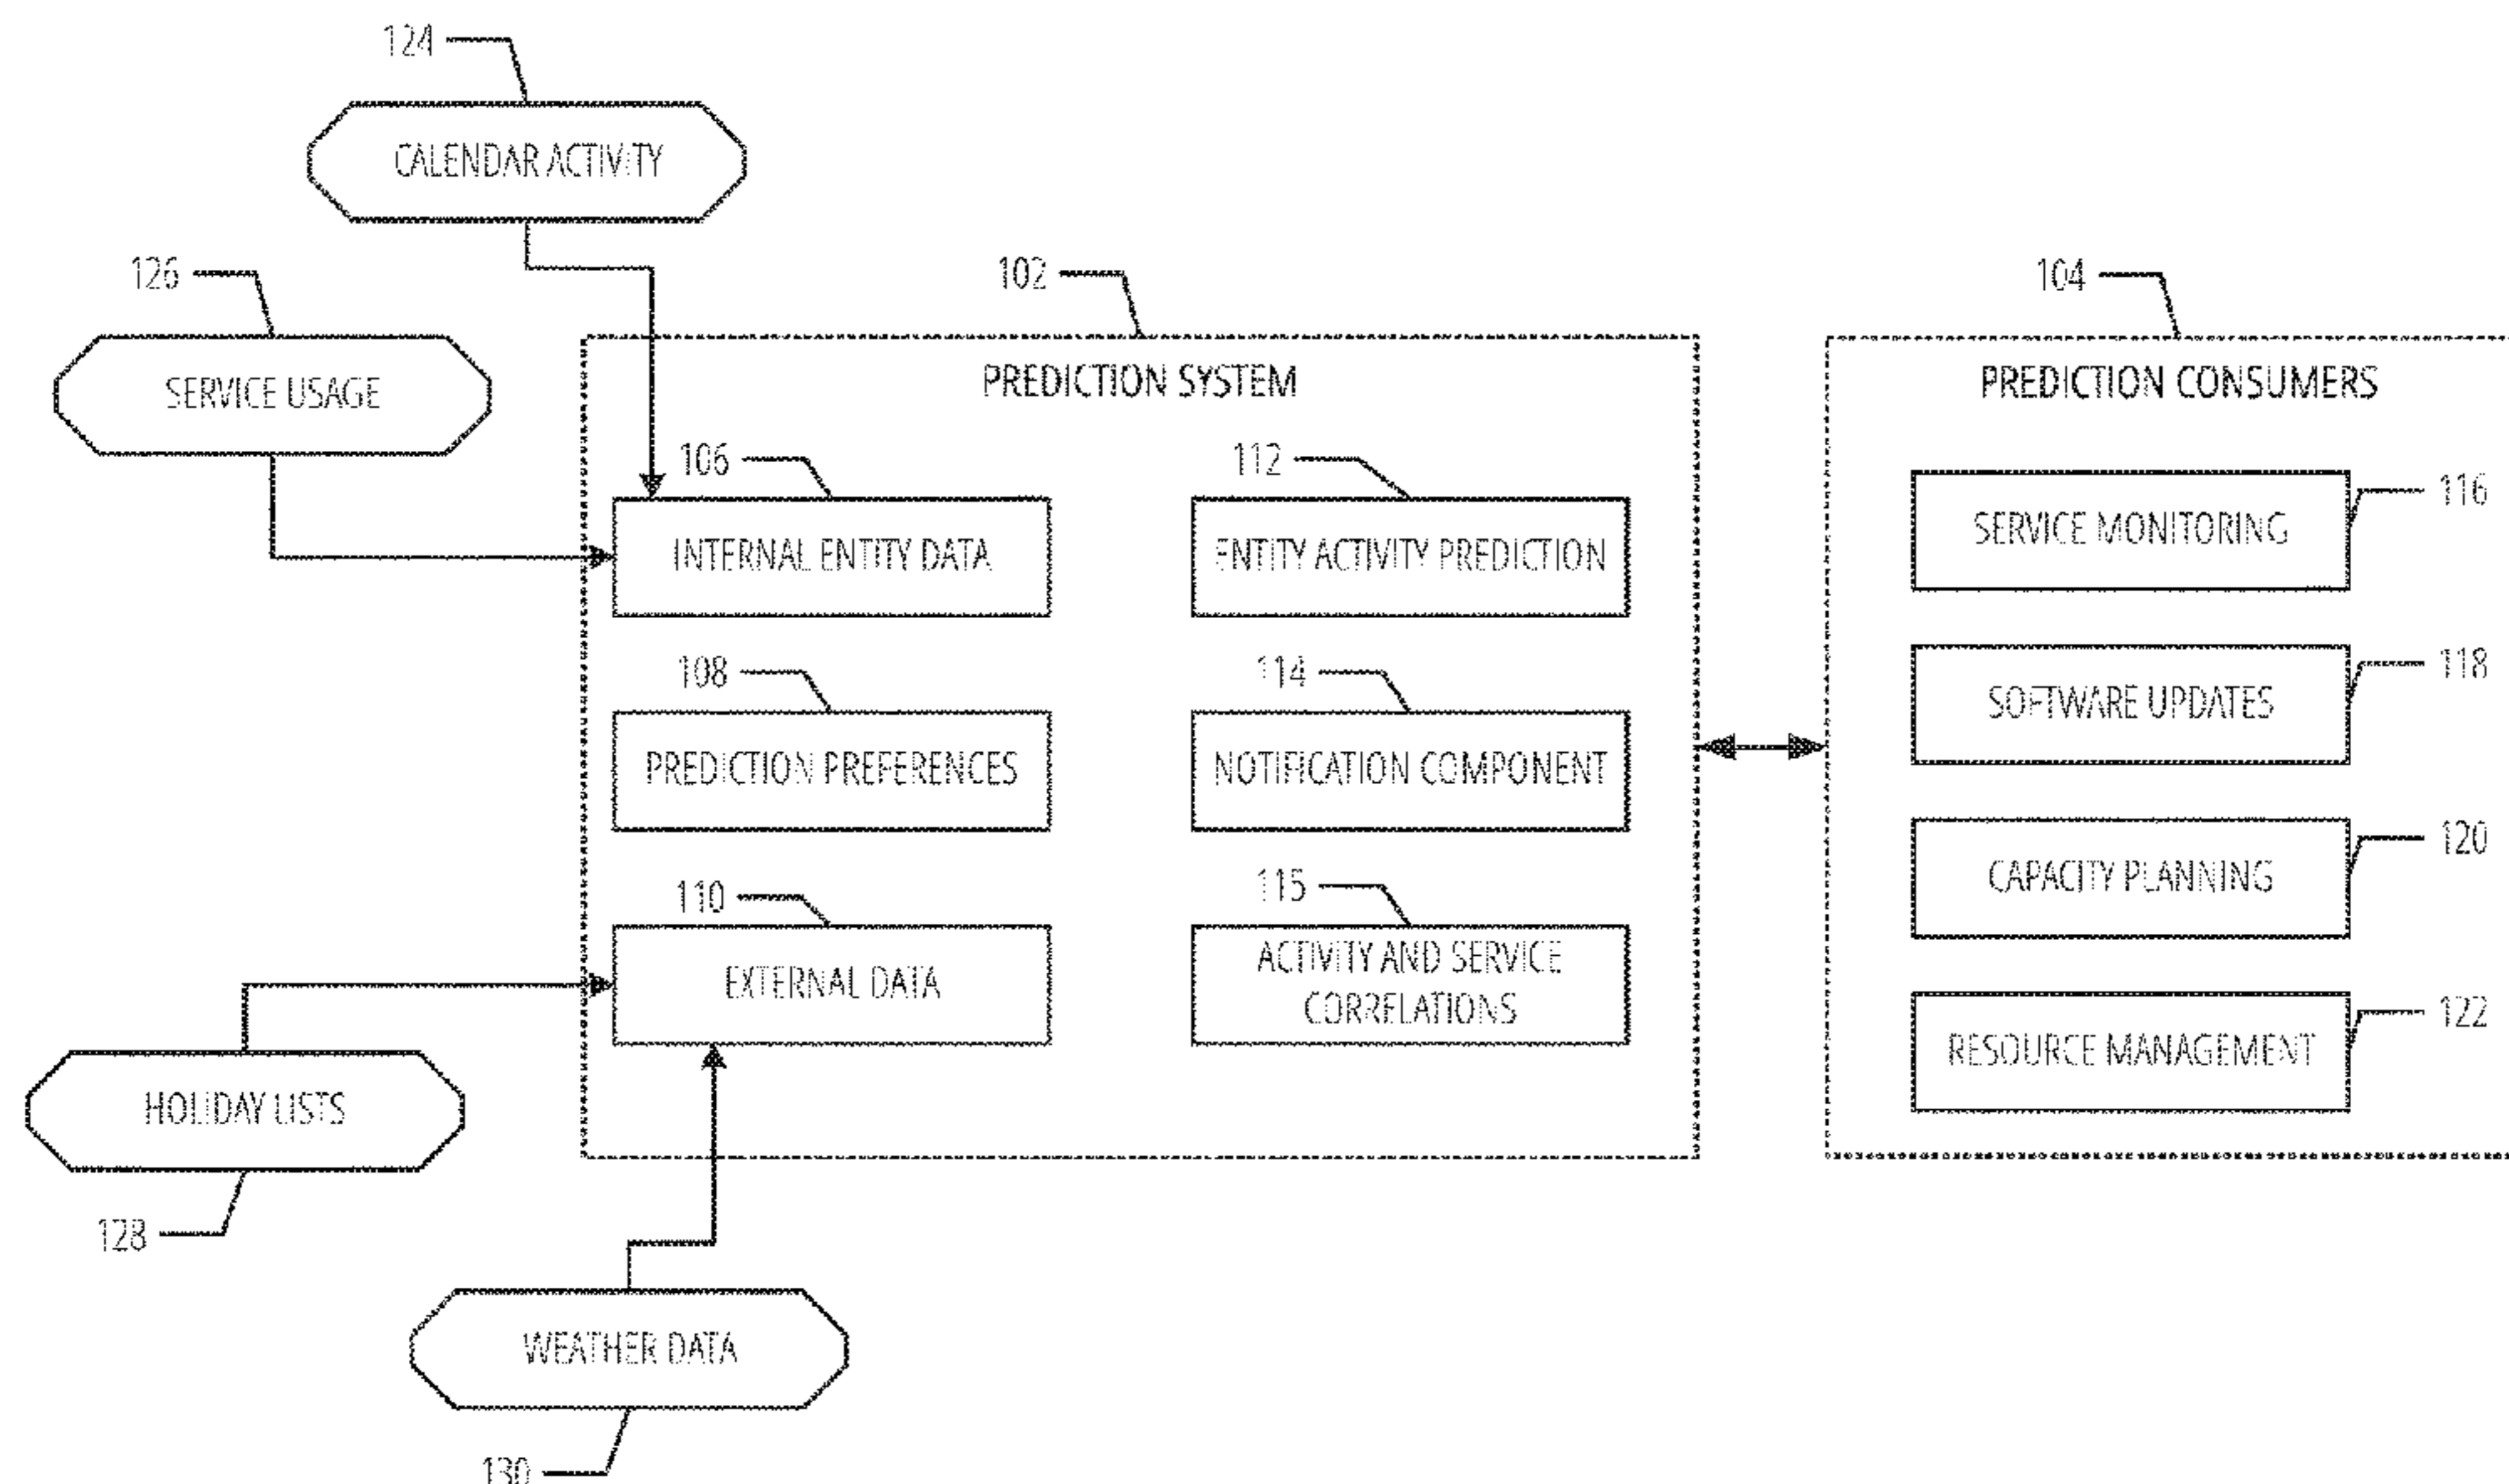 124
CALENDAR ACTIVITY
126
SERVICE USAGE
102
PREDICTION SYSTEM
106
INTERNAL ENTITY DATA
112
ENTITY ACTIVITY PREDICTION
108
PREDICTION PREFERENCES
114
NOTIFICATION COMPONENT
110
EXTERNAL DATA
115
ACTIVITY AND SERVICE
CORRELATIONS
104
PREDICTION CONSUMERS
SERVICE MONITORING
116
SOFTWARE UPDATES
118
CAPACITY PLANNING
120
RESOURCE MANAGEMENT
122
HOLIDAY LISTS
128
WEATHER DATA
130